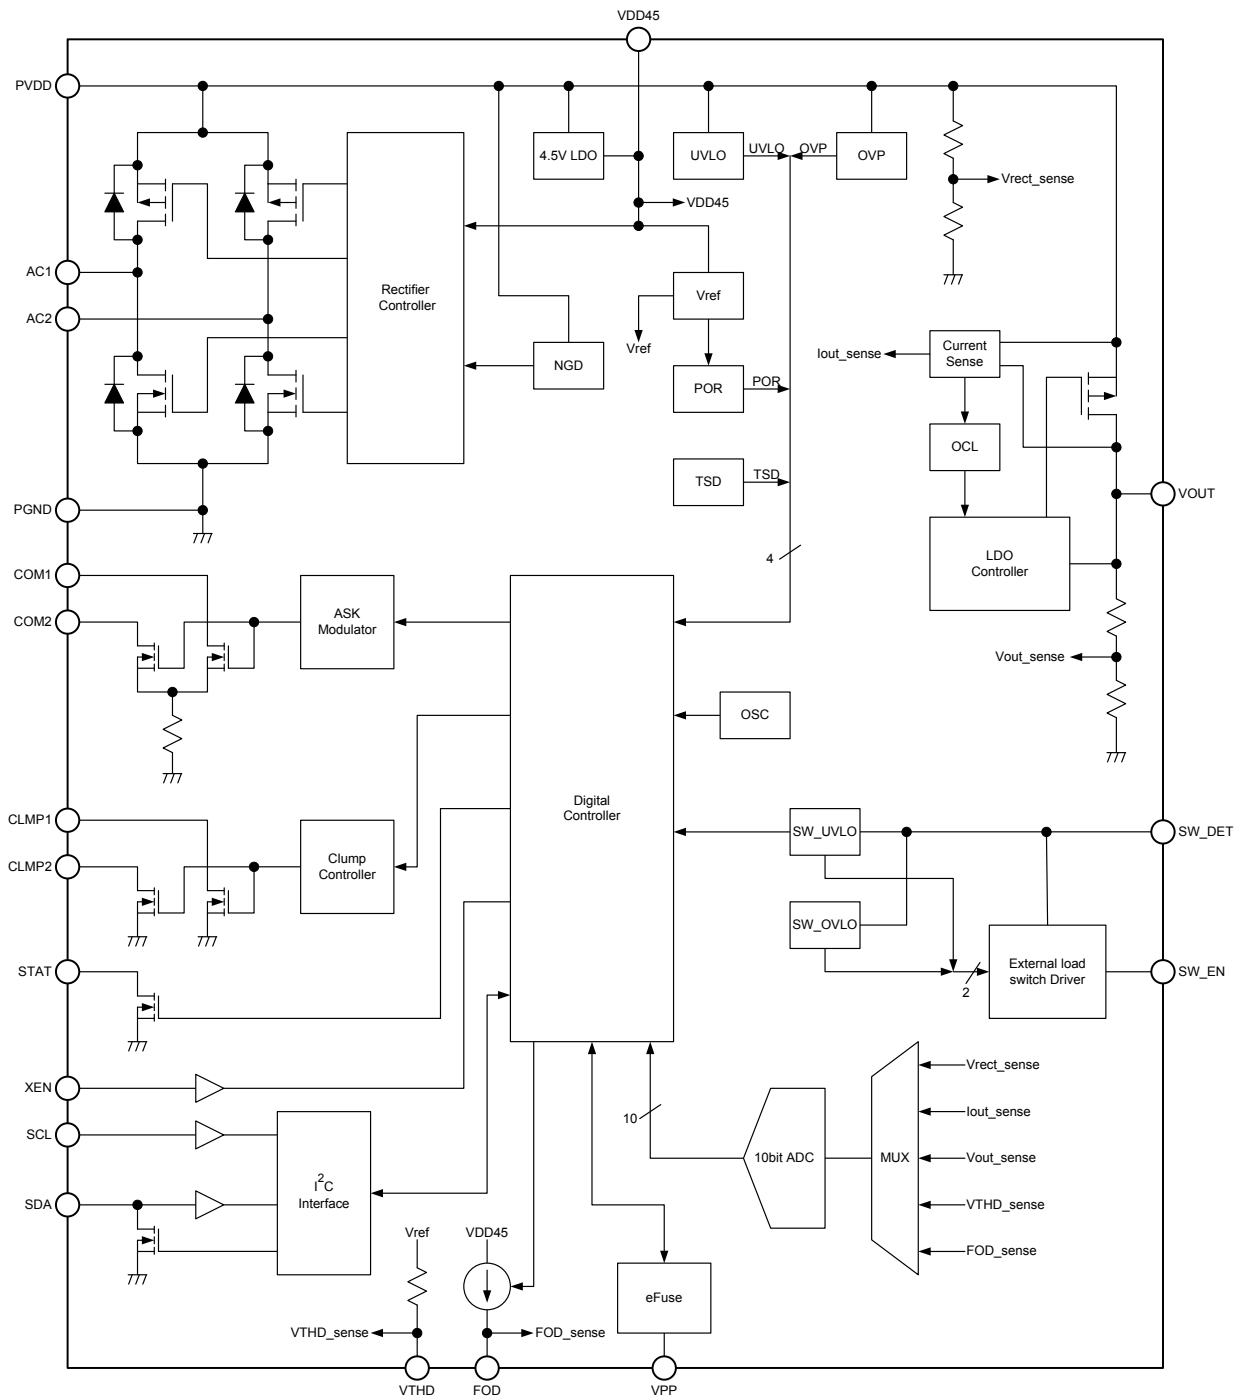 VDD45
PVDD
4.5V LDO
UVLO
UVLO
OVP
OVP
Vrect_sense
VDD45
AC1
AC2
Rectifier
Controller
Vref
Vref
NGD
POR
POR
TSD
TSD
Iout_sense
Current
Sense
OCL
LDO
Controller
VOUT
PGND
4
COM1
COM2
ASK
Modulator
Vout_sense
OSC
Digital
Controller
CLMP1
CLMP2
Clump
Controller
SW_UVLO
SW_DET
SW_OVLO
2
External load
switch Driver
SW_EN
STAT
XEN
SCL
SDA
I2C
Interface
10
10bit ADC
MUX
Vrect_sense
Iout_sense
Vout_sense
VTHD_sense
FOD_sense
Vref
VDD45
eFuse
VTHD_sense
FOD_sense
VTHD
FOD
VPP